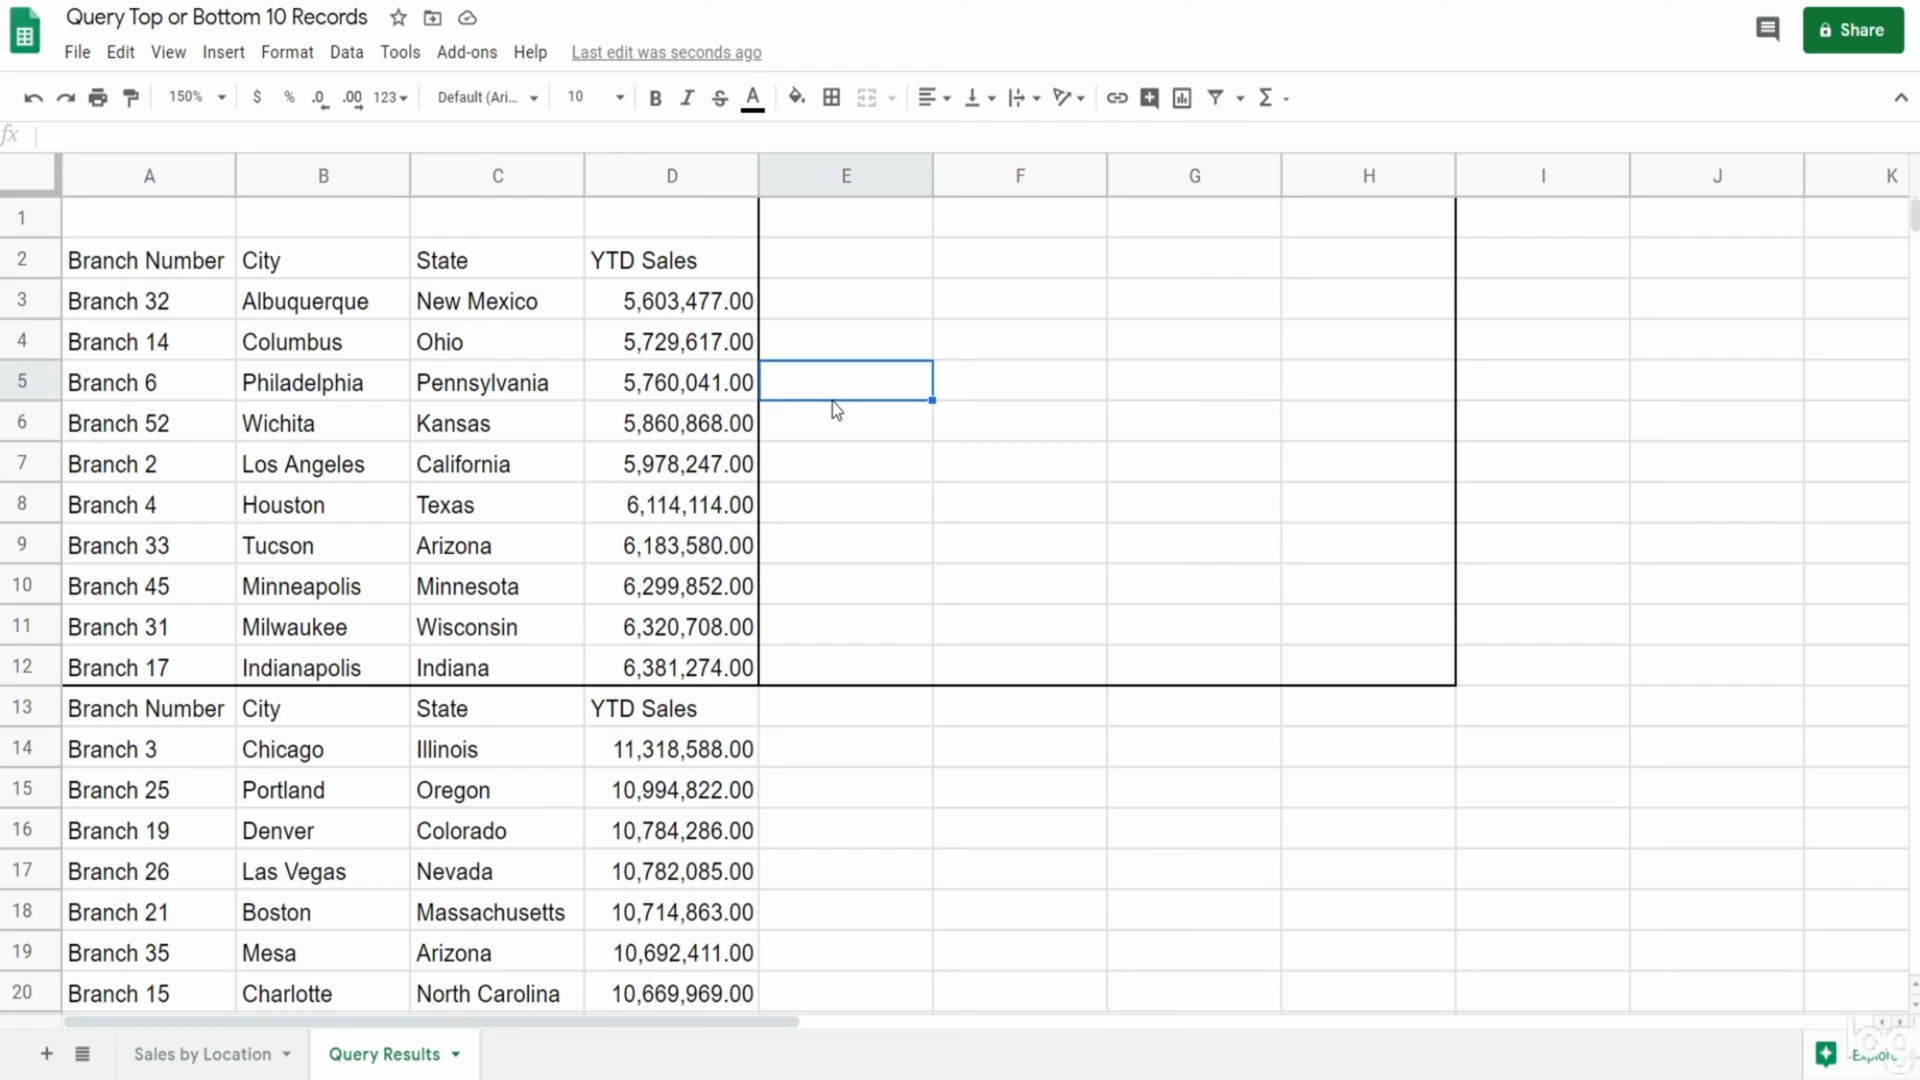 Query Top or Bottom 10 Records
File Edit View Insert Format Data Tools Add-ons Help Last edit was seconds ago
Share
150% $ % .0 .00 123 Default (Ari... 10 B I S A Σ
fx
A B C D E F G H I J K
1
2 Branch Number City State YTD Sales
3 Branch 32 Albuquerque New Mexico 5,603,477.00
4 Branch 14 Columbus Ohio 5,729,617.00
5 Branch 6 Philadelphia Pennsylvania 5,760,041.00
6 Branch 52 Wichita Kansas 5,860,868.00
7 Branch 2 Los Angeles California 5,978,247.00
8 Branch 4 Houston Texas 6,114,114.00
9 Branch 33 Tucson Arizona 6,183,580.00
10 Branch 45 Minneapolis Minnesota 6,299,852.00
11 Branch 31 Milwaukee Wisconsin 6,320,708.00
12 Branch 17 Indianapolis Indiana 6,381,274.00
13 Branch Number City State YTD Sales
14 Branch 3 Chicago Illinois 11,318,588.00
15 Branch 25 Portland Oregon 10,994,822.00
16 Branch 19 Denver Colorado 10,784,286.00
17 Branch 26 Las Vegas Nevada 10,782,085.00
18 Branch 21 Boston Massachusetts 10,714,863.00
19 Branch 35 Mesa Arizona 10,692,411.00
20 Branch 15 Charlotte North Carolina 10,669,969.00
Sales by Location Query Results Explore